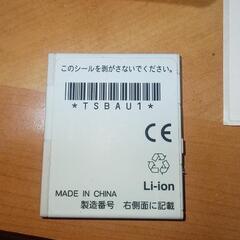 このシールを剥がさないでください。
*TSBAU1*
CE
Li-ion
MADE IN CHINA
製造番号 右側面に記載